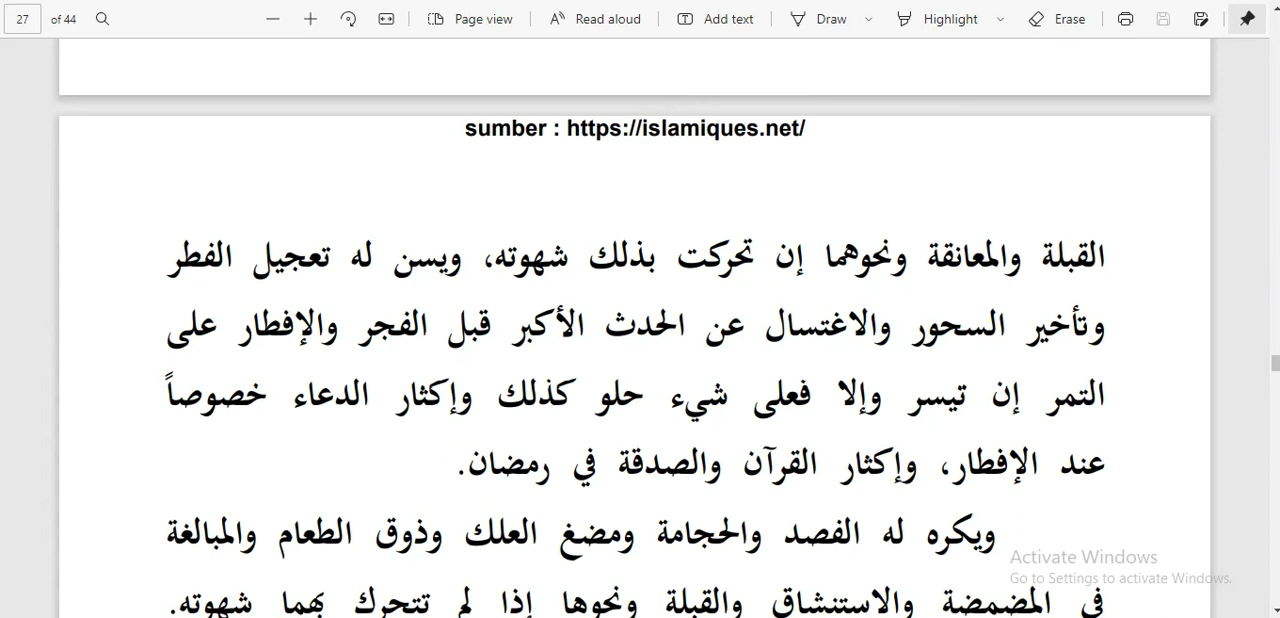 27 of 44 Page view Read aloud Add text Draw Highlight Erase
sumber : https://islamiques.net/
القبلة والمعانقة ونحوهما إن تحركت بذلك شهوته، ويسن له تعجيل الفطر
وتأخير السحور والاغتسال عن الحدث الأكبر قبل الفجر والإفطار على
التمر إن تيسر وإلا فعلى شيء حلو كذلك وإكثار الدعاء خصوصاً
عند الإفطار، وإكثار القرآن والصدقة في رمضان.
ويكره له الفصد والحجامة ومضغ العلك وذوق الطعام والمبالغة
في المضمضة والاستنشاق والقبلة ونحوها إذا لم تتحرك بهما شهوته.
Activate Windows
Go to Settings to activate Windows.